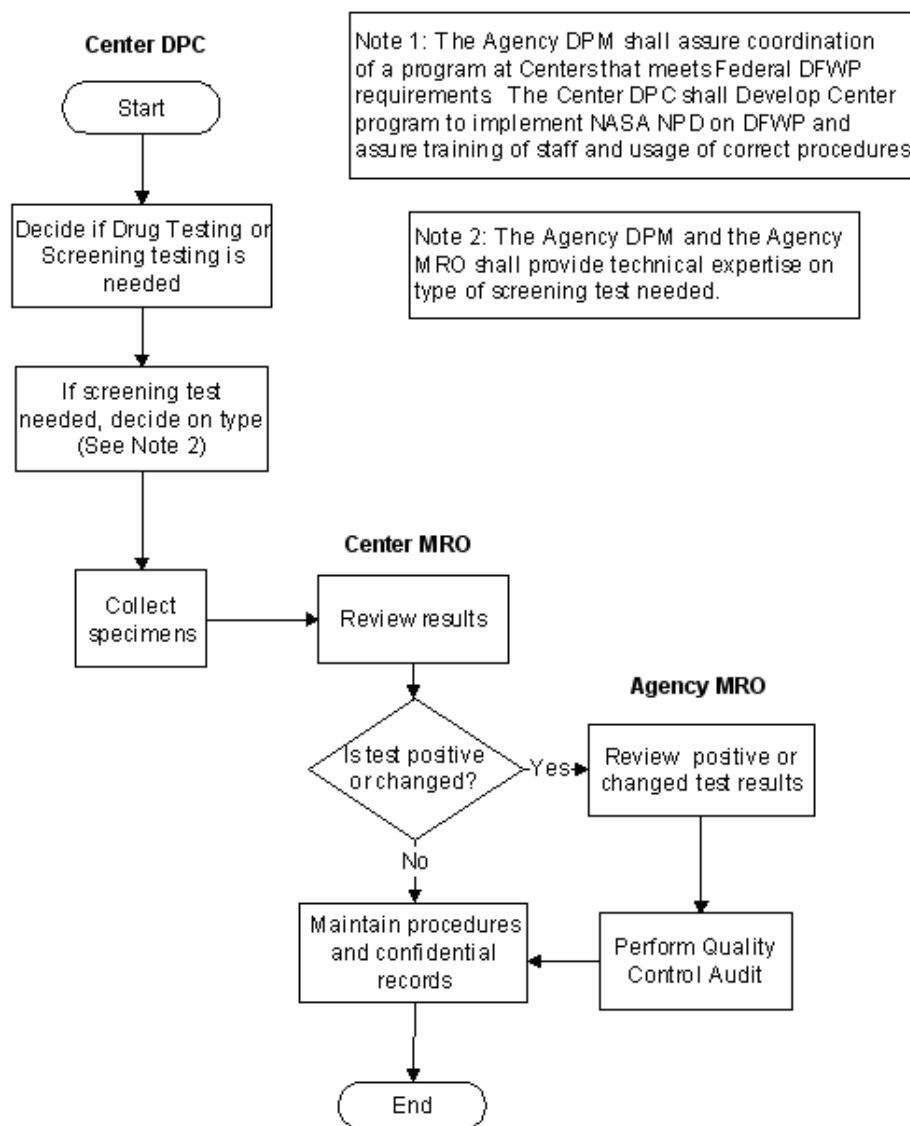 Center DPC
Start
Note 1: The Agency DPM shall assure coordination
of a program at Centers that meets Federal DFWP
requirements. The Center DPC shall Develop Center
program to implement NASA NPD on DFWP and
assure training of staff and usage of correct procedures
Decide if Drug Testing or
Screening testing is
needed
Note 2: The Agency DPM and the Agency
MRO shall provide technical expertise on
type of screening test needed.
If screening test
needed, decide on type
(See Note 2)
Center MRO
Collect
specimens
Review results
Agency MRO
Is test positive
or changed?
Yes
Review positive or
changed test results
No
Maintain procedures
and confidential
records
Perform Quality
Control Audit
End